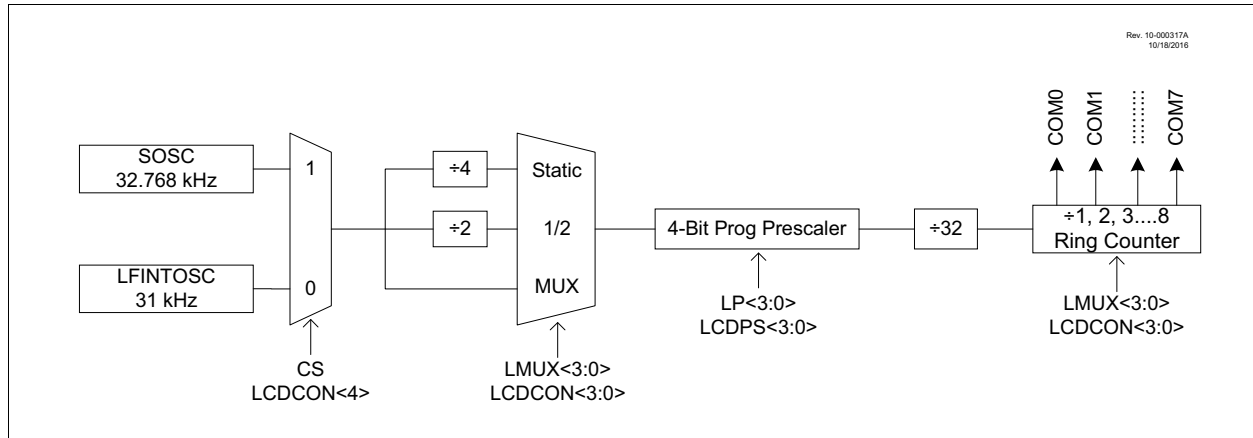 Rev. 10-000317A
10/18/2016
COM0
COM1
COM7
SOSC
32.768 kHz
1
÷4
Static
÷2
1/2
4-Bit Prog Prescaler
÷32
÷1, 2, 3....8
Ring Counter
LFINTOSC
31 kHz
0
MUX
LP<3:0>
LCDPS<3:0>
LMUX<3:0>
LCDCON<3:0>
CS
LCDCON<4>
LMUX<3:0>
LCDCON<3:0>